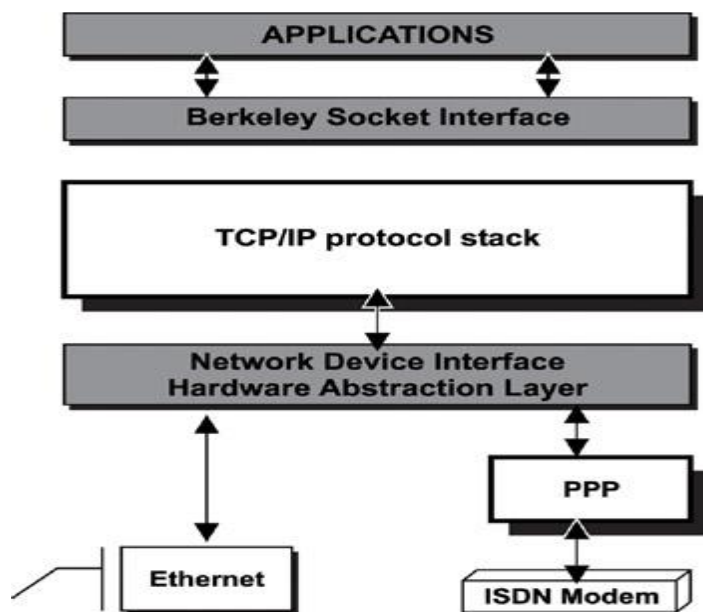 APPLICATIONS
Berkeley Socket Interface
TCP/IP protocol stack
Network Device Interface
Hardware Abstraction Layer
PPP
Ethernet
ISDN Modem